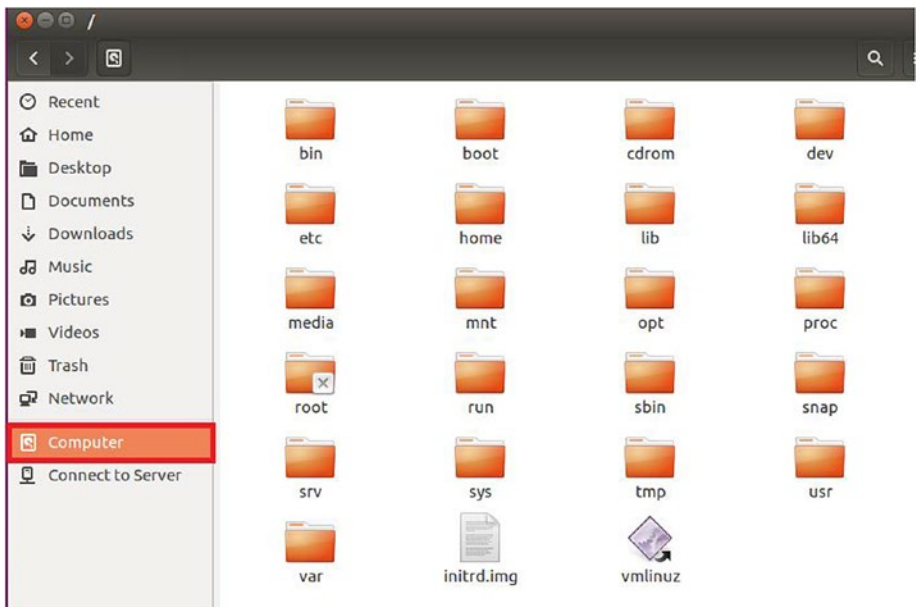 /
Recent
Home
Desktop
Documents
Downloads
Music
Pictures
Videos
Trash
Network
Computer
Connect to Server
bin boot cdrom dev
etc home lib lib64
media mnt opt proc
root run sbin snap
srv sys tmp usr
var initrd.img vmlinuz